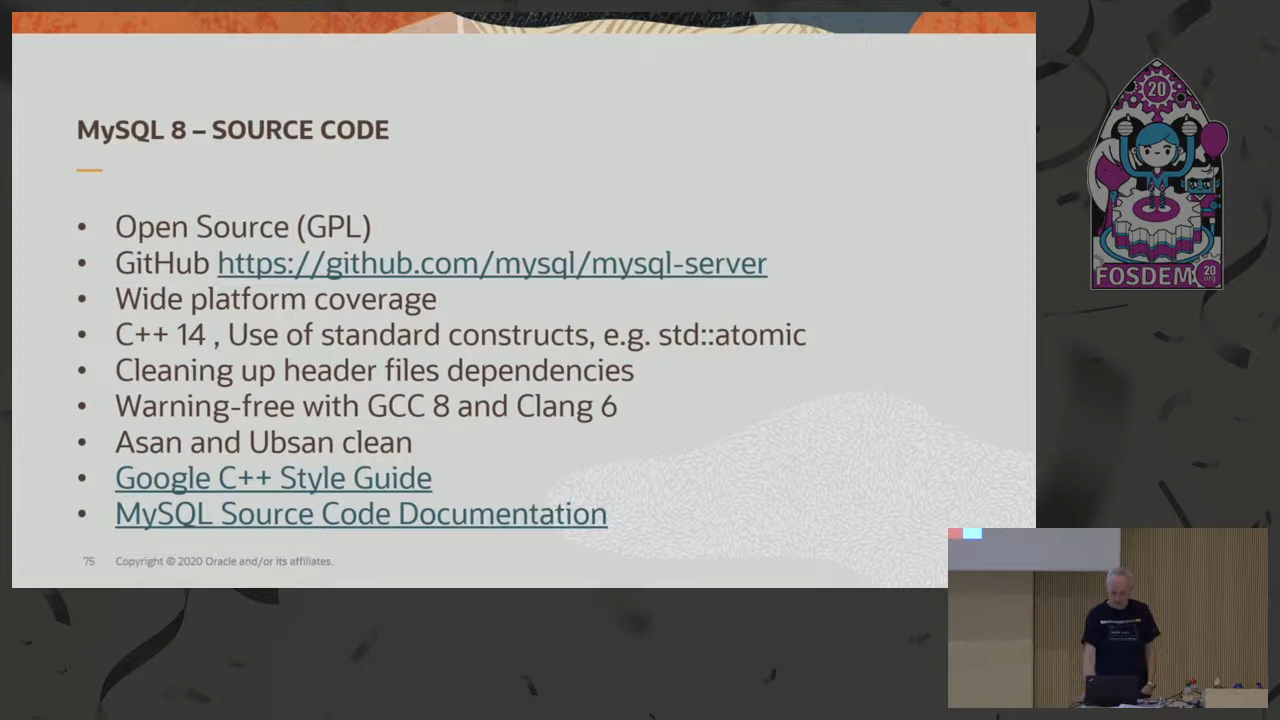 MySQL 8 – SOURCE CODE
• Open Source (GPL)
• GitHub https://github.com/mysql/mysql-server
• Wide platform coverage
• C++ 14 , Use of standard constructs, e.g. std::atomic
• Cleaning up header files dependencies
• Warning-free with GCC 8 and Clang 6
• Asan and Ubsan clean
• Google C++ Style Guide
• MySQL Source Code Documentation
75 Copyright © 2020 Oracle and/or its affiliates.
20
FOSDEM
20
.org